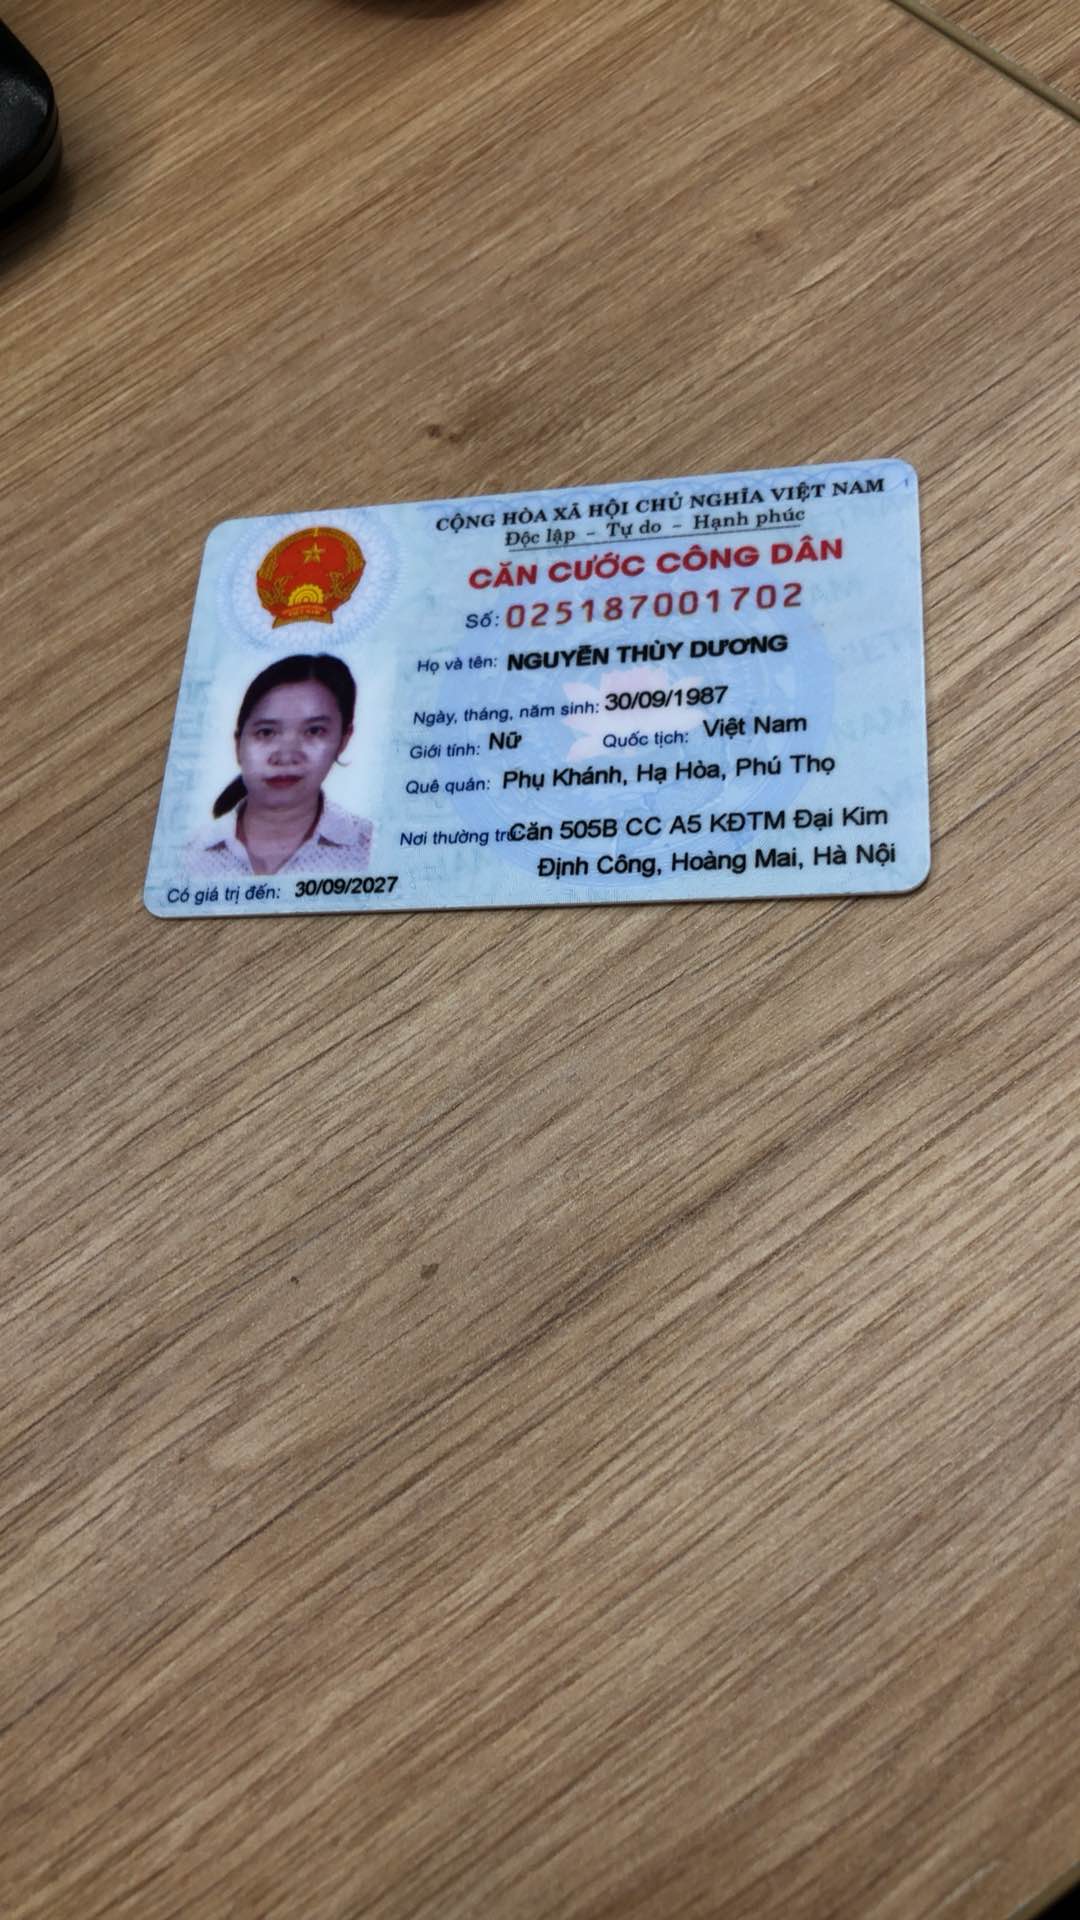 CỘNG HÒA XÃ HỘI CHỦ NGHĨA VIỆT NAM
Độc lập - Tự do - Hạnh phúc
CĂN CƯỚC CÔNG DÂN
Số: 025187001702
Họ và tên: NGUYỄN THÙY DƯƠNG
Ngày, tháng, năm sinh: 30/09/1987
Giới tính: Nữ Quốc tịch: Việt Nam
Quê quán: Phụ Khánh, Hạ Hòa, Phú Thọ
Nơi thường trú: Căn 505B CC A5 KĐTM Đại Kim
Định Công, Hoàng Mai, Hà Nội
Có giá trị đến: 30/09/2027